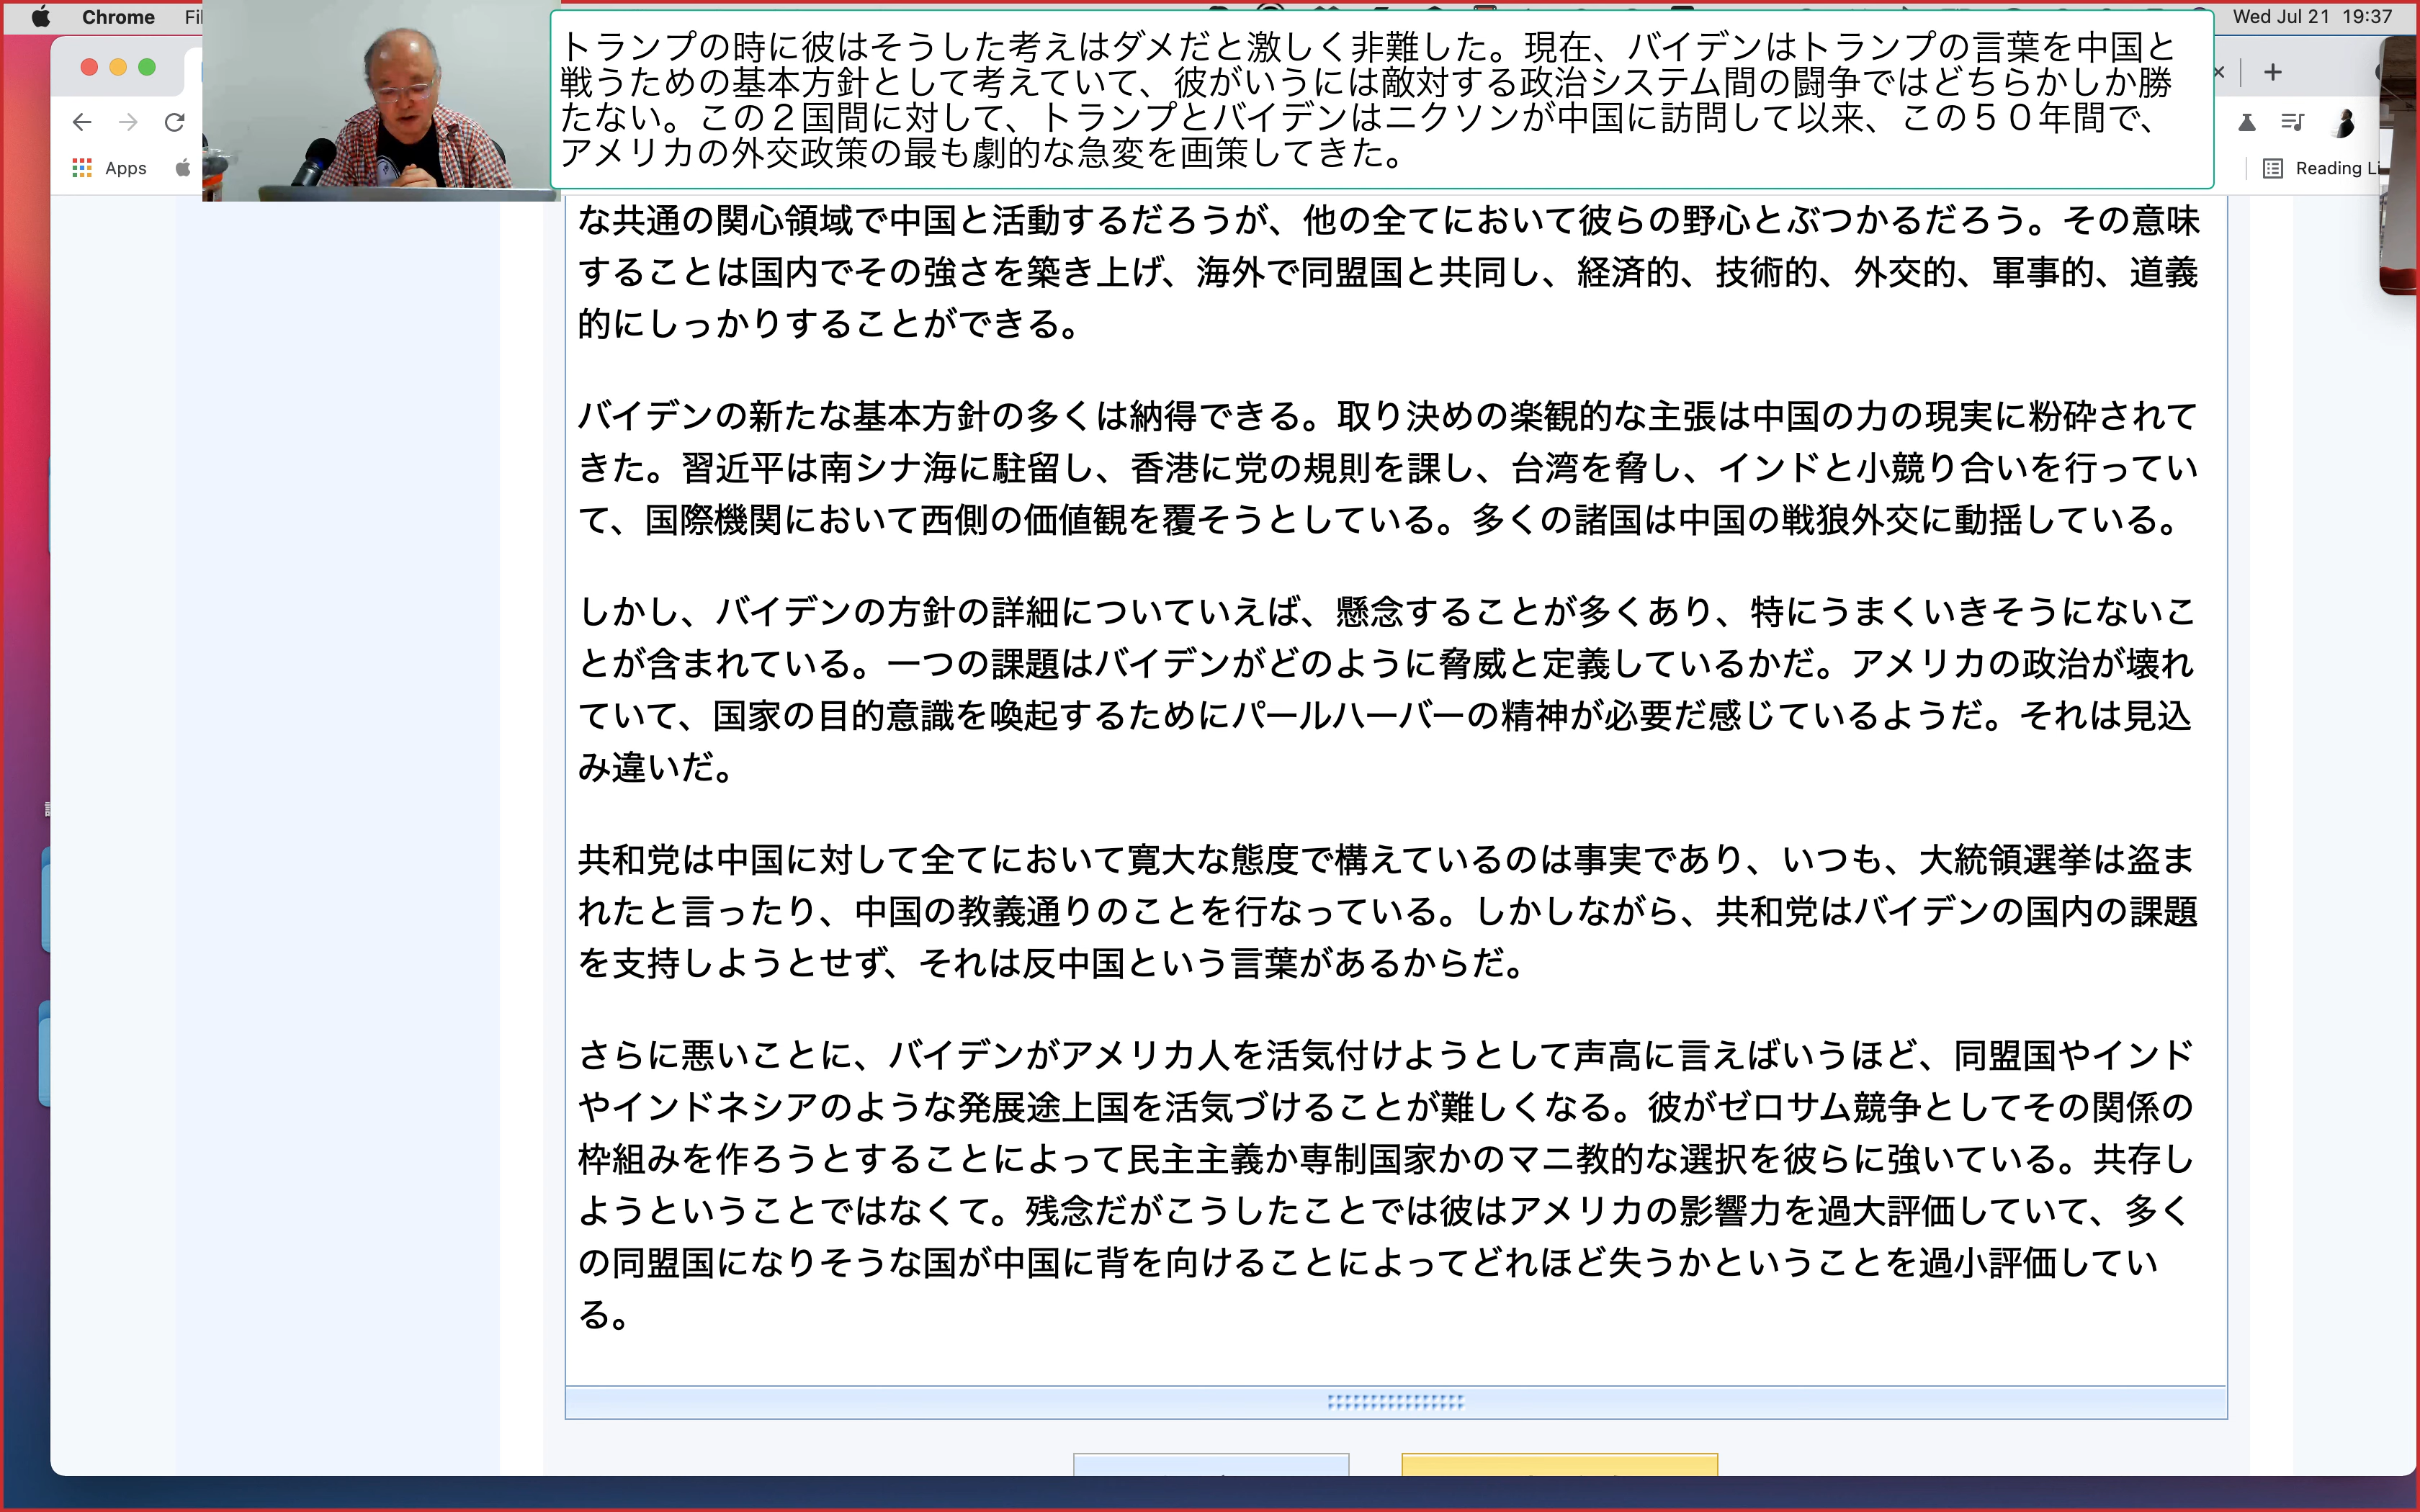 Chrome
Wed Jul 21 19:37
トランプの時に彼はそうした考えはダメだと激しく非難した。現在、バイデンはトランプの言葉を中国と
戦うための基本方針として考えていて、彼がいうには敵対する政治システム間の闘争ではどちらかしか勝
たない。この２国間に対して、トランプとバイデンはニクソンが中国に訪問して以来、この５０年間で、
アメリカの外交政策の最も劇的な急変を画策してきた。
Apps
Reading
な共通の関心領域で中国と活動するだろうが、他の全てにおいて彼らの野心とぶつかるだろう。その意味
することは国内でその強さを築き上げ、海外で同盟国と共同し、経済的、技術的、外交的、軍事的、道義
的にしっかりすることができる。
バイデンの新たな基本方針の多くは納得できる。取り決めの楽観的な主張は中国の力の現実に粉砕されて
きた。習近平は南シナ海に駐留し、香港に党の規則を課し、台湾を脅し、インドと小競り合いを行ってい
て、国際機関において西側の価値観を覆そうとしている。多くの諸国は中国の戦狼外交に動揺している。
しかし、バイデンの方針の詳細についていえば、懸念することが多くあり、特にうまくいきそうにないこ
とが含まれている。一つの課題はバイデンがどのように脅威と定義しているかだ。アメリカの政治が壊れ
ていて、国家の目的意識を喚起するためにパールハーバーの精神が必要だ感じているようだ。それは見込
み違いだ。
共和党は中国に対して全てにおいて寛大な態度で構えているのは事実であり、いつも、大統領選挙は盗ま
れたと言ったり、中国の教義通りのことを行なっている。しかしながら、共和党はバイデンの国内の課題
を支持しようとせず、それは反中国という言葉があるからだ。
さらに悪いことに、バイデンがアメリカ人を活気付けようとして声高に言えばいうほど、同盟国やインド
やインドネシアのような発展途上国を活気づけることが難しくなる。彼がゼロサム競争としてその関係の
枠組みを作ろうとすることによって民主主義か専制国家かのマニ教的な選択を彼らに強いている。共存し
ようということではなくて。残念だがこうしたことでは彼はアメリカの影響力を過大評価していて、多く
の同盟国になりそうな国が中国に背を向けることによってどれほど失うかということを過小評価してい
る。